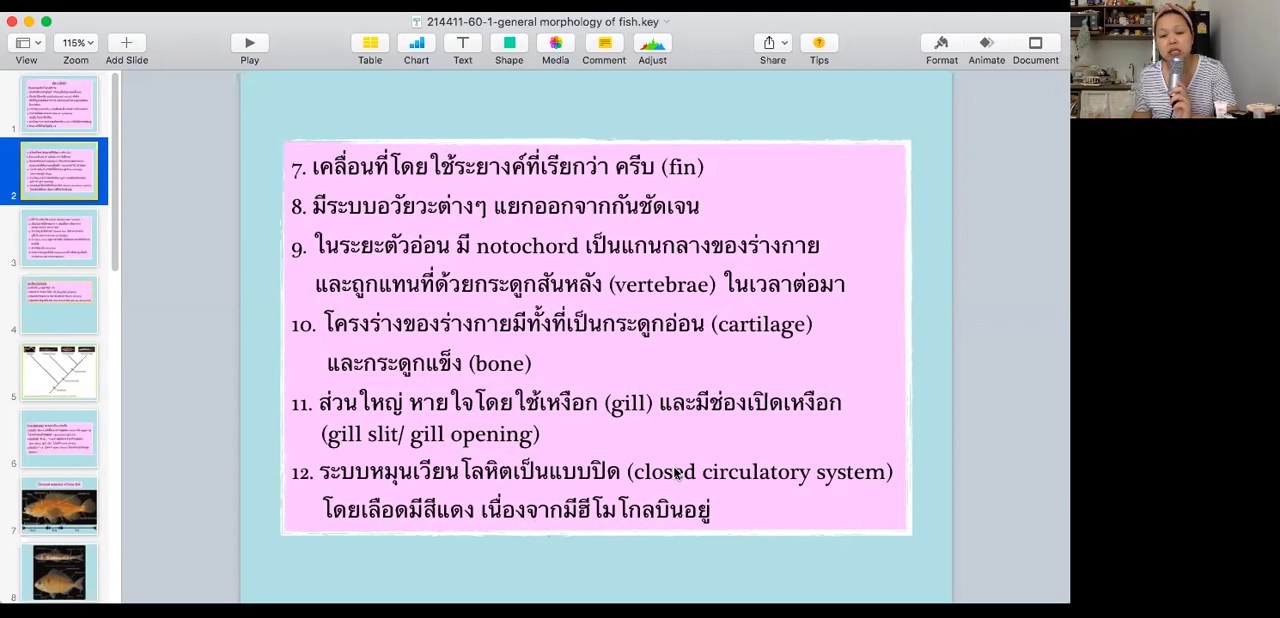 214411-60-1-general morphology of fish.key
115%
View
Zoom
Add Slide
Play
Table
Chart
Text
Shape
Media
Comment
Adjust
Share
Tips
Format
Animate
Document
1
2
3
4
5
6
7
8
7. เคลื่อนที่โดยใช้ระยางค์ที่เรียกว่า ครีบ (fin)
8. มีระบบอวัยวะต่างๆ แยกออกจากกันชัดเจน
9. ในระยะตัวอ่อน มี notochord เป็นแกนกลางของร่างกาย
และถูกแทนที่ด้วยกระดูกสันหลัง (vertebrae) ในเวลาต่อมา
10. โครงร่างของร่างกายมีทั้งที่เป็นกระดูกอ่อน (cartilage)
และกระดูกแข็ง (bone)
11. ส่วนใหญ่ หายใจโดยใช้เหงือก (gill) และมีช่องเปิดเหงือก
(gill slit/ gill opening)
12. ระบบหมุนเวียนโลหิตเป็นแบบปิด (closed circulatory system)
โดยเลือดมีสีแดง เนื่องจากมีฮีโมโกลบินอยู่